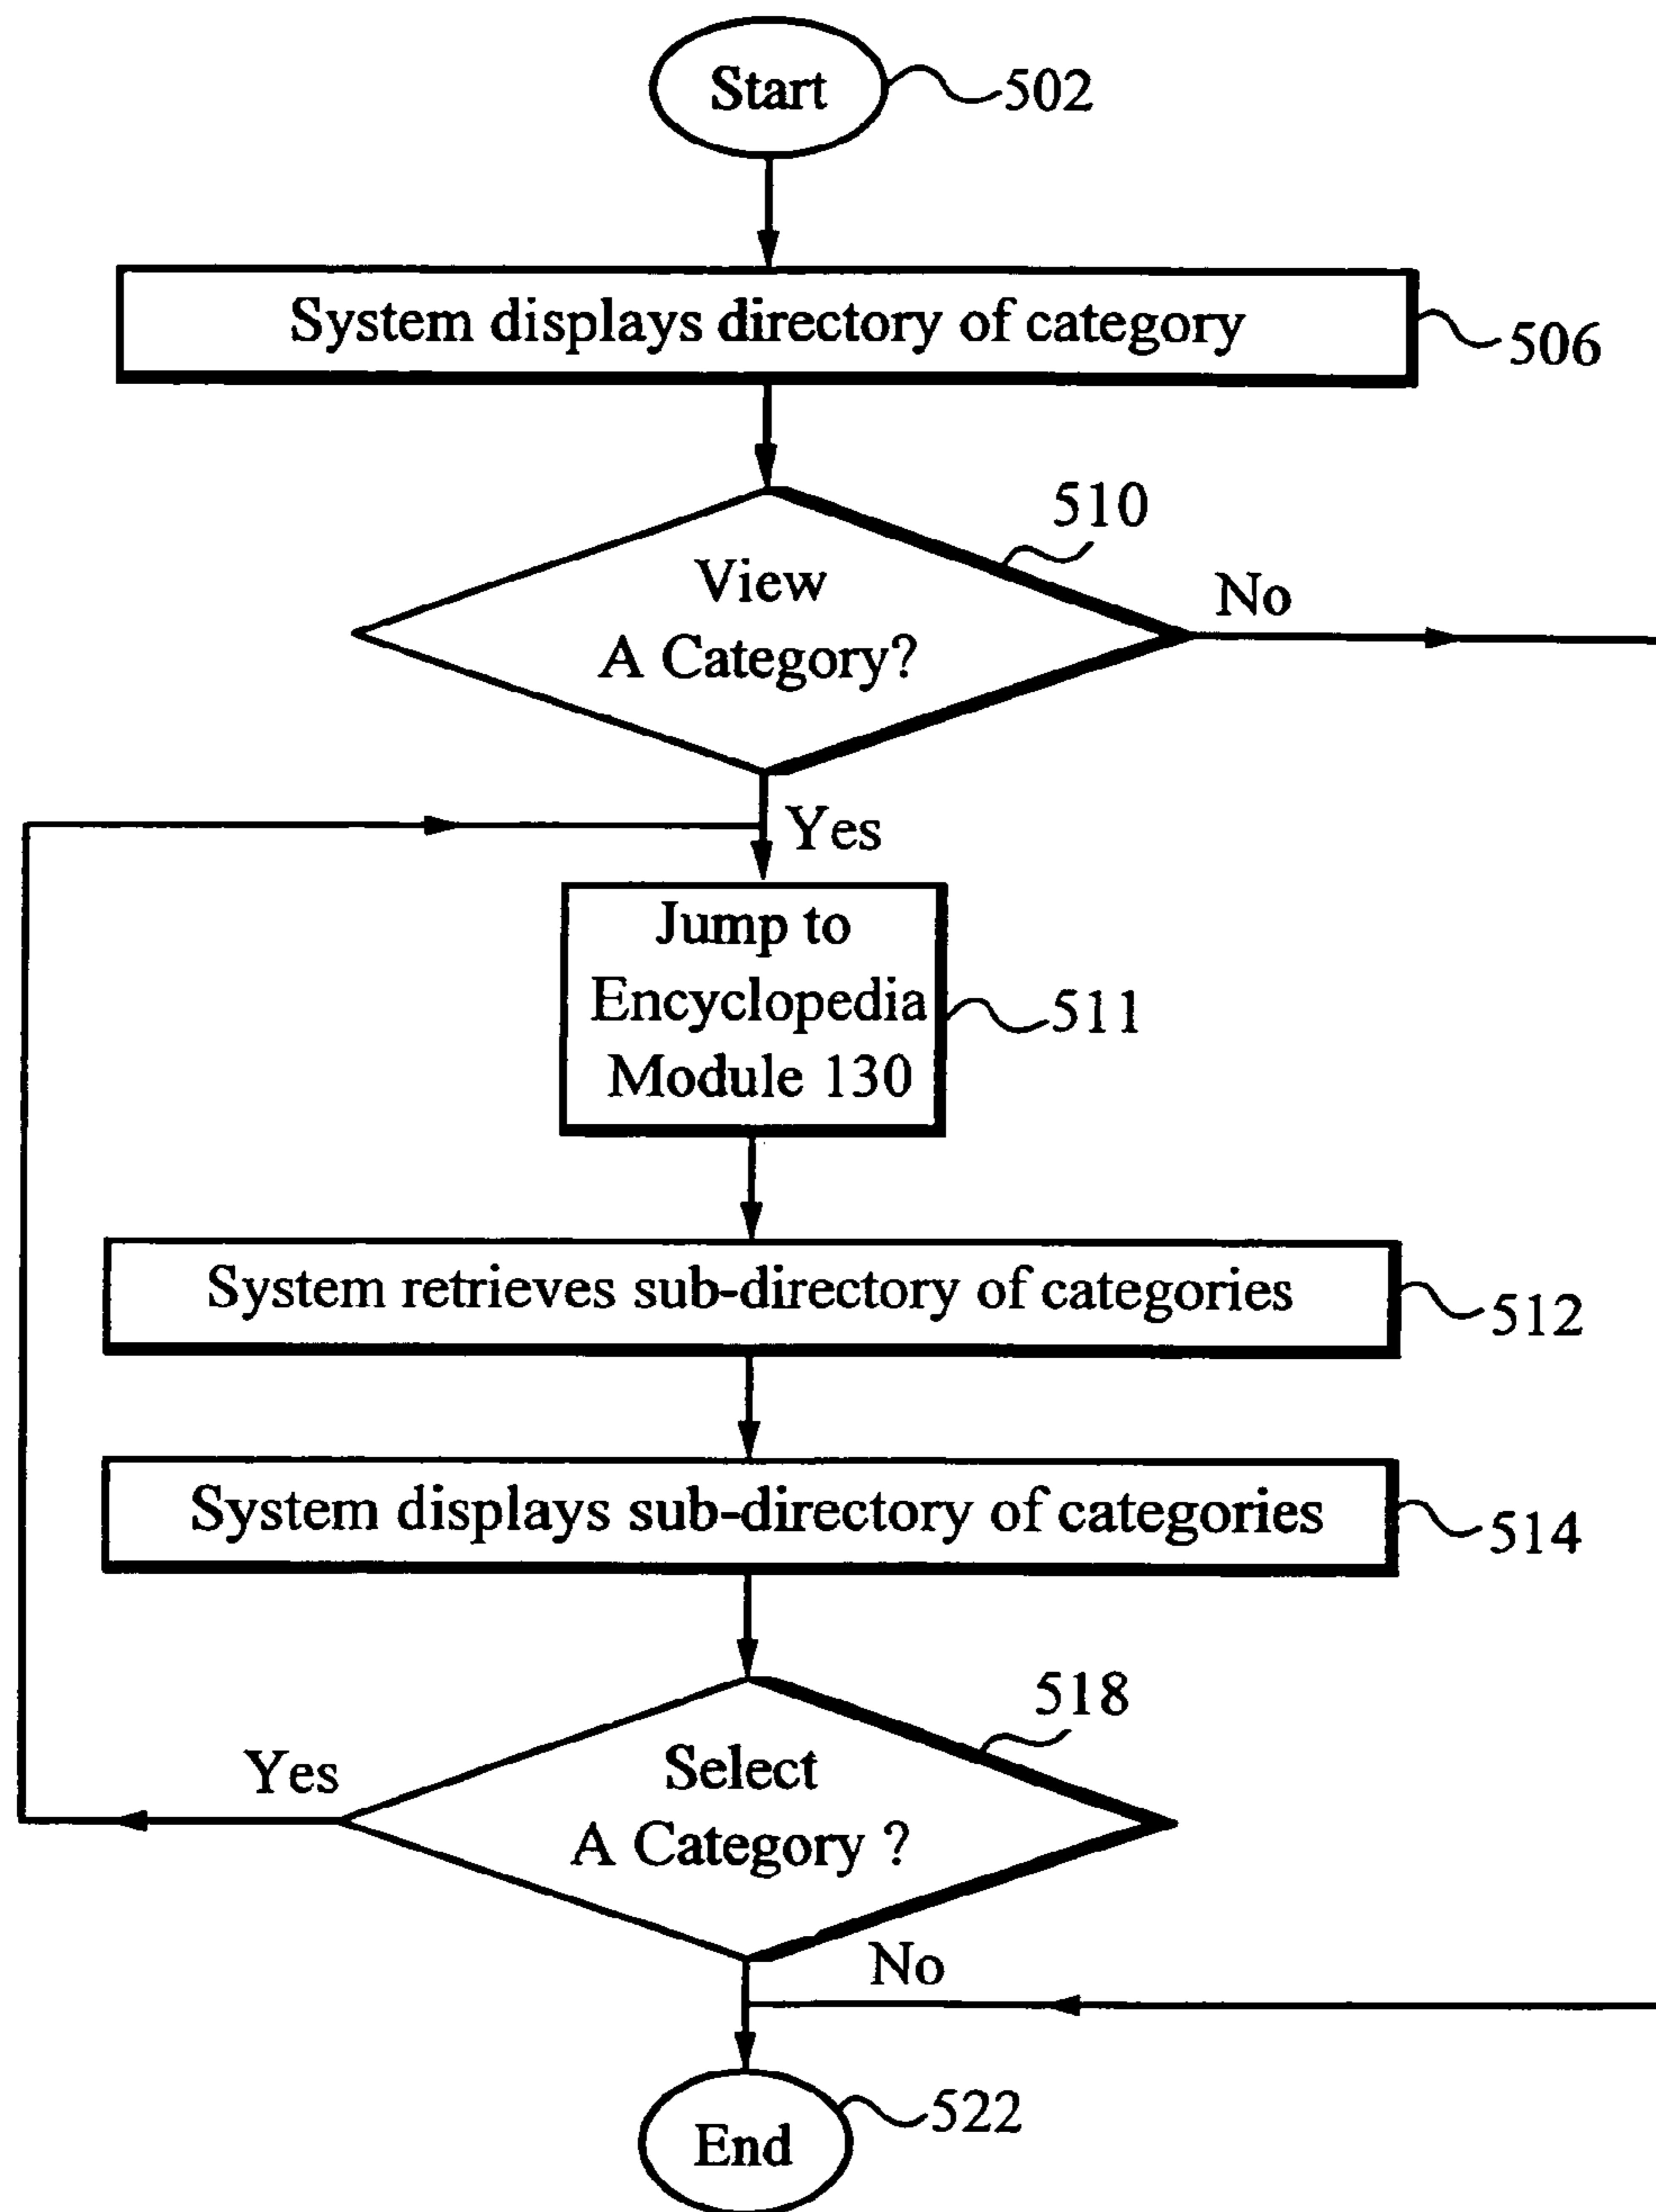 Start
502
System displays directory of category
506
510
View
A Category?
No
Yes
Jump to
Encyclopedia
Module 130
511
System retrieves sub-directory of categories
512
System displays sub-directory of categories
514
518
Select
A Category ?
Yes
No
End
522